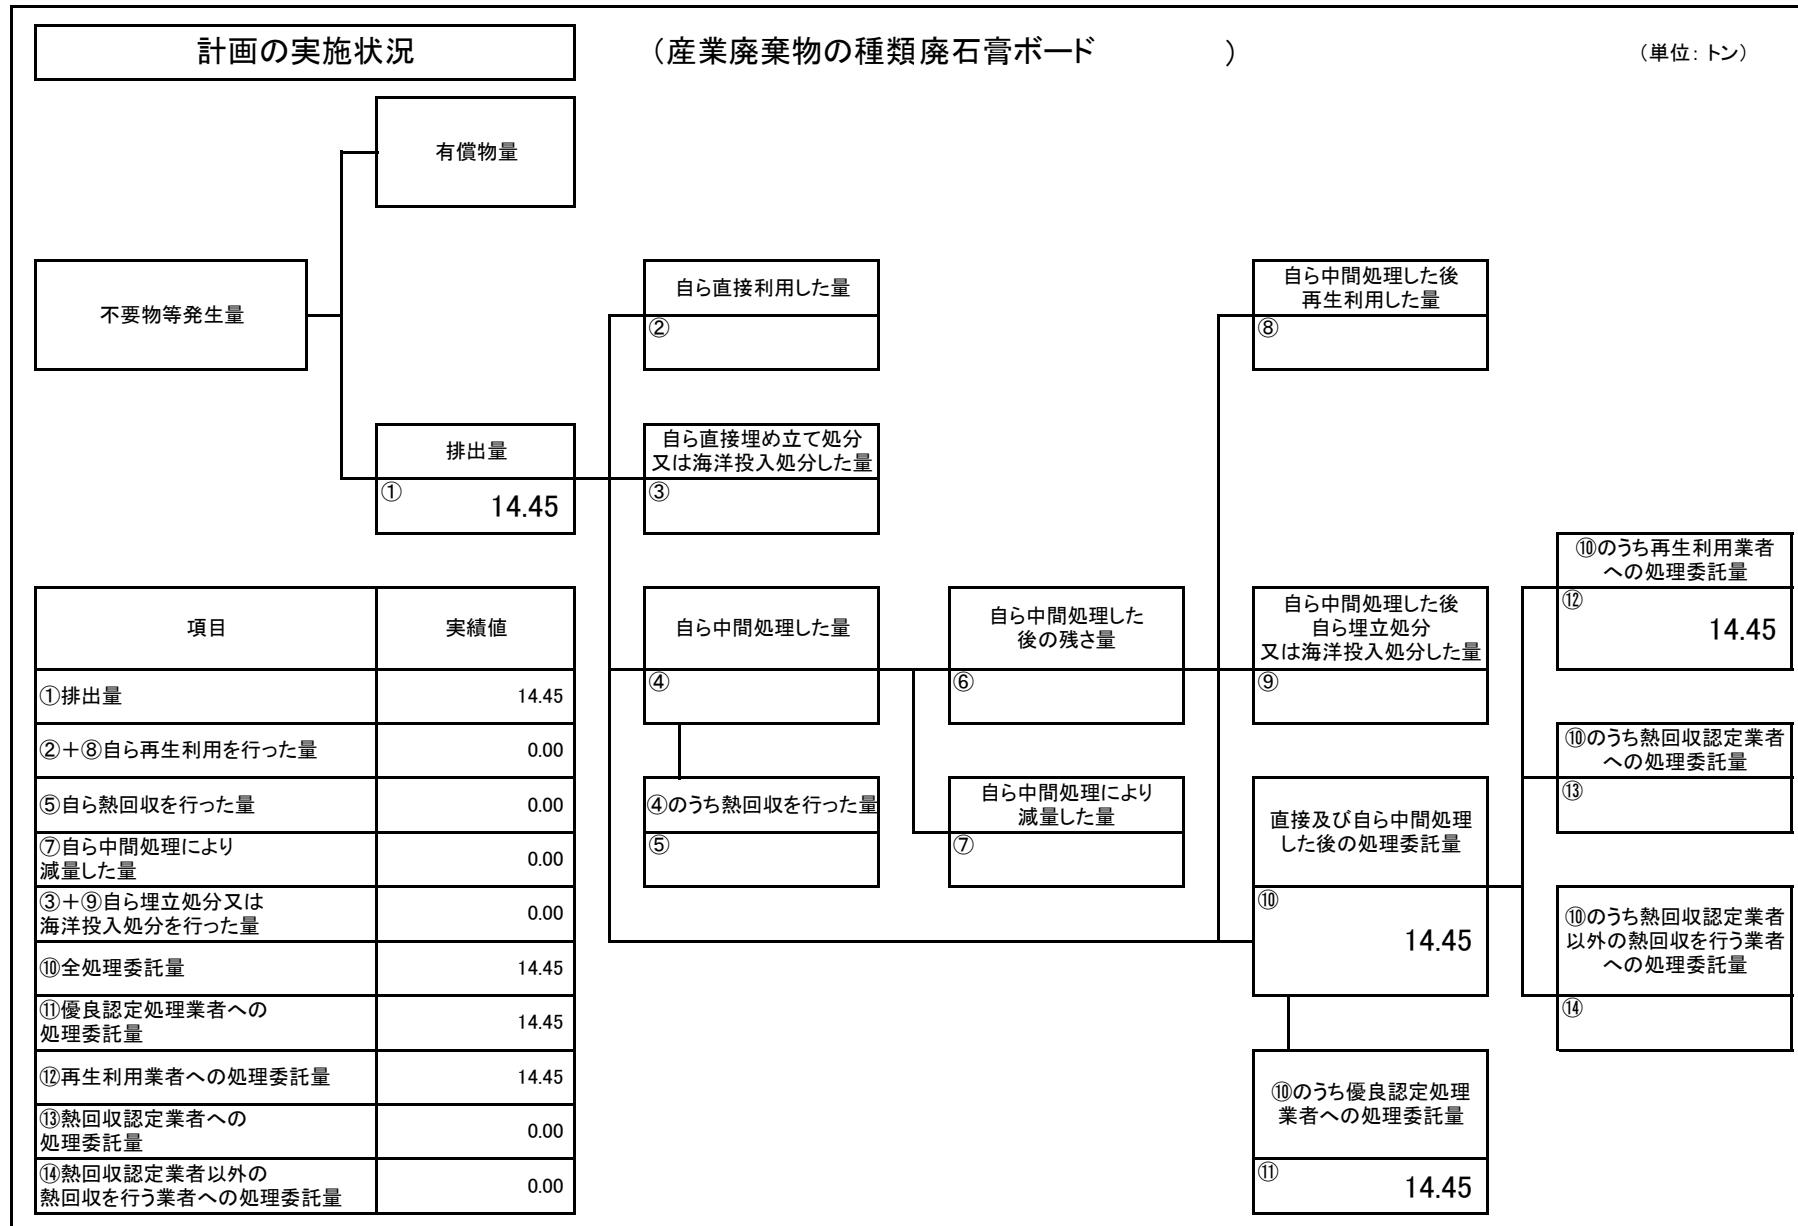 計画の実施状況
（産業廃棄物の種類廃石膏ボード　　　　）
（単位：トン）
有償物量
不要物等発生量
自ら直接利用した量
②
自ら中間処理した後
再生利用した量
⑧
排出量
①
14.45
自ら直接埋め立て処分
又は海洋投入処分した量
③
⑩のうち再生利用業者
への処理委託量
⑫
14.45
自ら中間処理した量
④
自ら中間処理した
後の残さ量
⑥
自ら中間処理した後
自ら埋立処分
又は海洋投入処分した量
⑨
⑩のうち熱回収認定業者
への処理委託量
⑬
④のうち熱回収を行った量
⑤
自ら中間処理により
減量した量
⑦
直接及び自ら中間処理
した後の処理委託量
⑩
14.45
⑩のうち熱回収認定業者
以外の熱回収を行う業者
への処理委託量
⑭
⑩のうち優良認定処理
業者への処理委託量
⑪
14.45
項目 実績値
①排出量 14.45
②＋⑧自ら再生利用を行った量 0.00
⑤自ら熱回収を行った量 0.00
⑦自ら中間処理により
減量した量 0.00
③＋⑨自ら埋立処分又は
海洋投入処分を行った量 0.00
⑩全処理委託量 14.45
⑪優良認定処理業者への
処理委託量 14.45
⑫再生利用業者への処理委託量 14.45
⑬熱回収認定業者への
処理委託量 0.00
⑭熱回収認定業者以外の
熱回収を行う業者への処理委託量 0.00